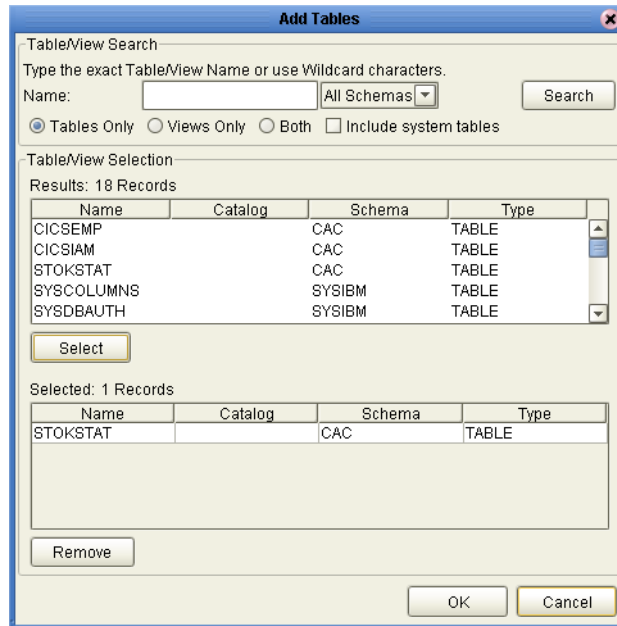 Add Tables
Table/View Search
Type the exact Table/View Name or use Wildcard characters.
Name: All Schemas Search
Tables Only Views Only Both Include system tables
Table/View Selection
Results: 18 Records
Name Catalog Schema Type
CICSEMP CAC TABLE
CICSIAM CAC TABLE
STOKSTAT CAC TABLE
SYSCOLUMNS SYSIBM TABLE
SYSDBAUTH SYSIBM TABLE
Select
Selected: 1 Records
Name Catalog Schema Type
STOKSTAT CAC TABLE
Remove
OK Cancel